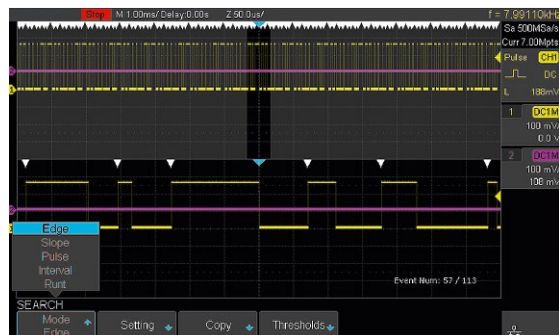 Stop M 1.00ms/ Delay:0.00s Z 50.0us/ f = 7.99110kHz
Sa 500MSa/s
Curr 7.00Mpts
Pulse CH1
DC
L 188mV
1 DC1M
100 mV/
0.0 V
2 DC1M
100 mV/
108 mV
Edge
Slope
Pulse
Interval
Runt
Event Num: 57 / 113
SEARCH
Mode
Edge
Setting
Copy
Thresholds